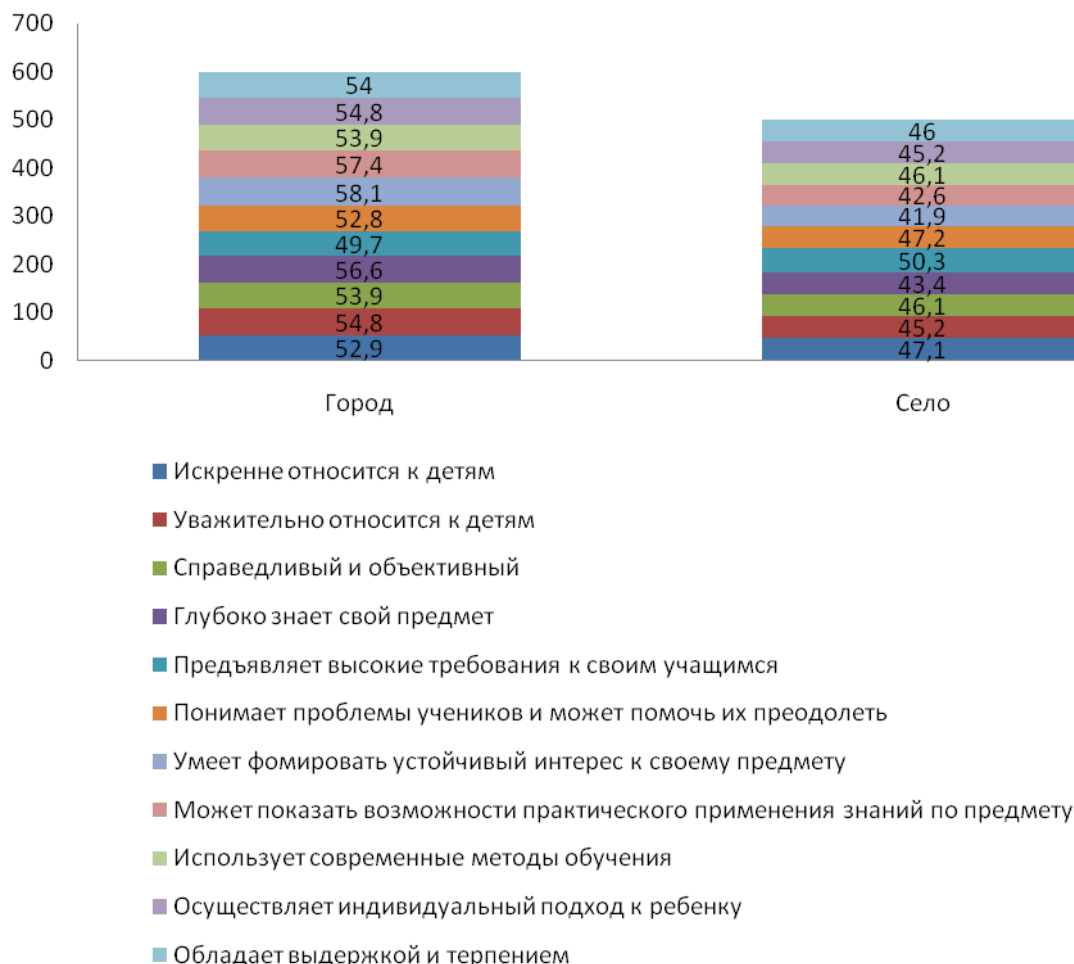 700
600
500
400
300
200
100
0
54
54,8
53,9
57,4
58,1
52,8
49,7
56,6
53,9
54,8
52,9
46
45,2
46,1
42,6
41,9
47,2
50,3
43,4
46,1
45,2
47,1
Город
Село
Искренне относится к детям
Уважительно относится к детям
Справедливый и объективный
Глубоко знает свой предмет
Предъявляет высокие требования к своим учащимся
Понимает проблемы учеников и может помочь их преодолеть
Умеет фомировать устойчивый интерес к своему предмету
Может показать возможности практического применения знаний по предмету
Использует современные методы обучения
Осуществляет индивидуальный подход к ребенку
Обладает выдержкой и терпением